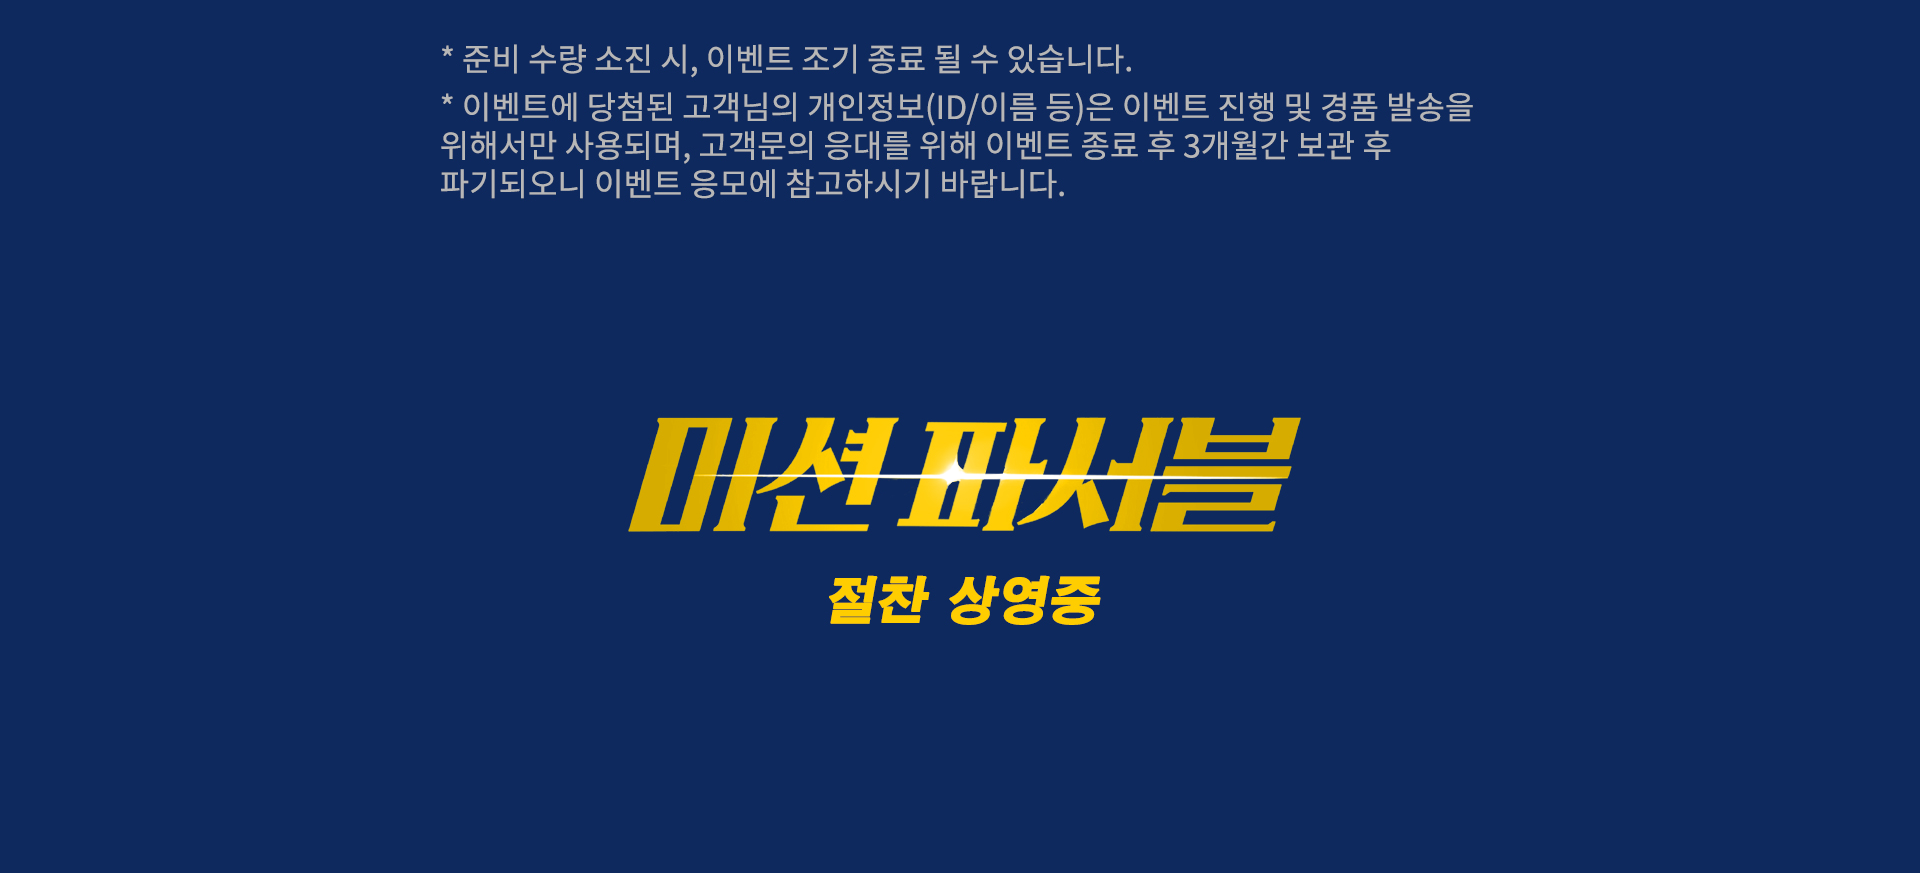 * 준비 수량 소진 시, 이벤트 조기 종료 될 수 있습니다.
* 이벤트에 당첨된 고객님의 개인정보(ID/이름 등)은 이벤트 진행 및 경품 발송을
위해서만 사용되며, 고객문의 응대를 위해 이벤트 종료 후 3개월간 보관 후
파기되오니 이벤트 응모에 참고하시기 바랍니다.
미션 파서블
절찬 상영중